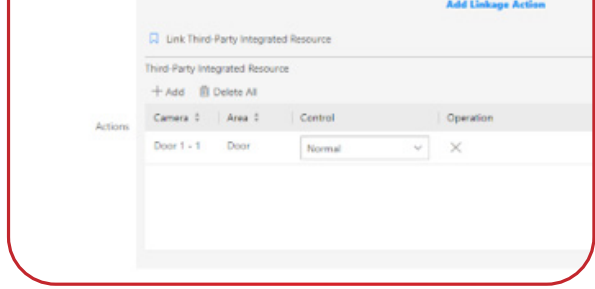 Add Linkage Action
Link Third-Party Integrated Resource
Third-Party Integrated Resource
+ Add Delete All
Actions
Camera Area Control Operation
Door 1 - 1 Door Normal